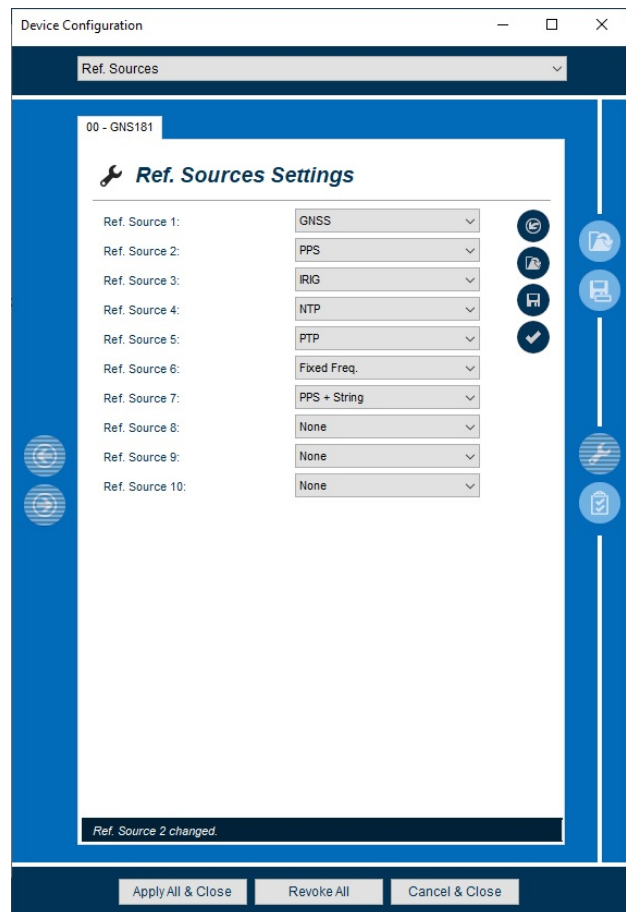 Device Configuration
Ref. Sources
00 - GNS181
Ref. Sources Settings
Ref. Source 1: GNSS
Ref. Source 2: PPS
Ref. Source 3: IRIG
Ref. Source 4: NTP
Ref. Source 5: PTP
Ref. Source 6: Fixed Freq.
Ref. Source 7: PPS + String
Ref. Source 8: None
Ref. Source 9: None
Ref. Source 10: None
Ref. Source 2 changed.
Apply All & Close Revoke All Cancel & Close